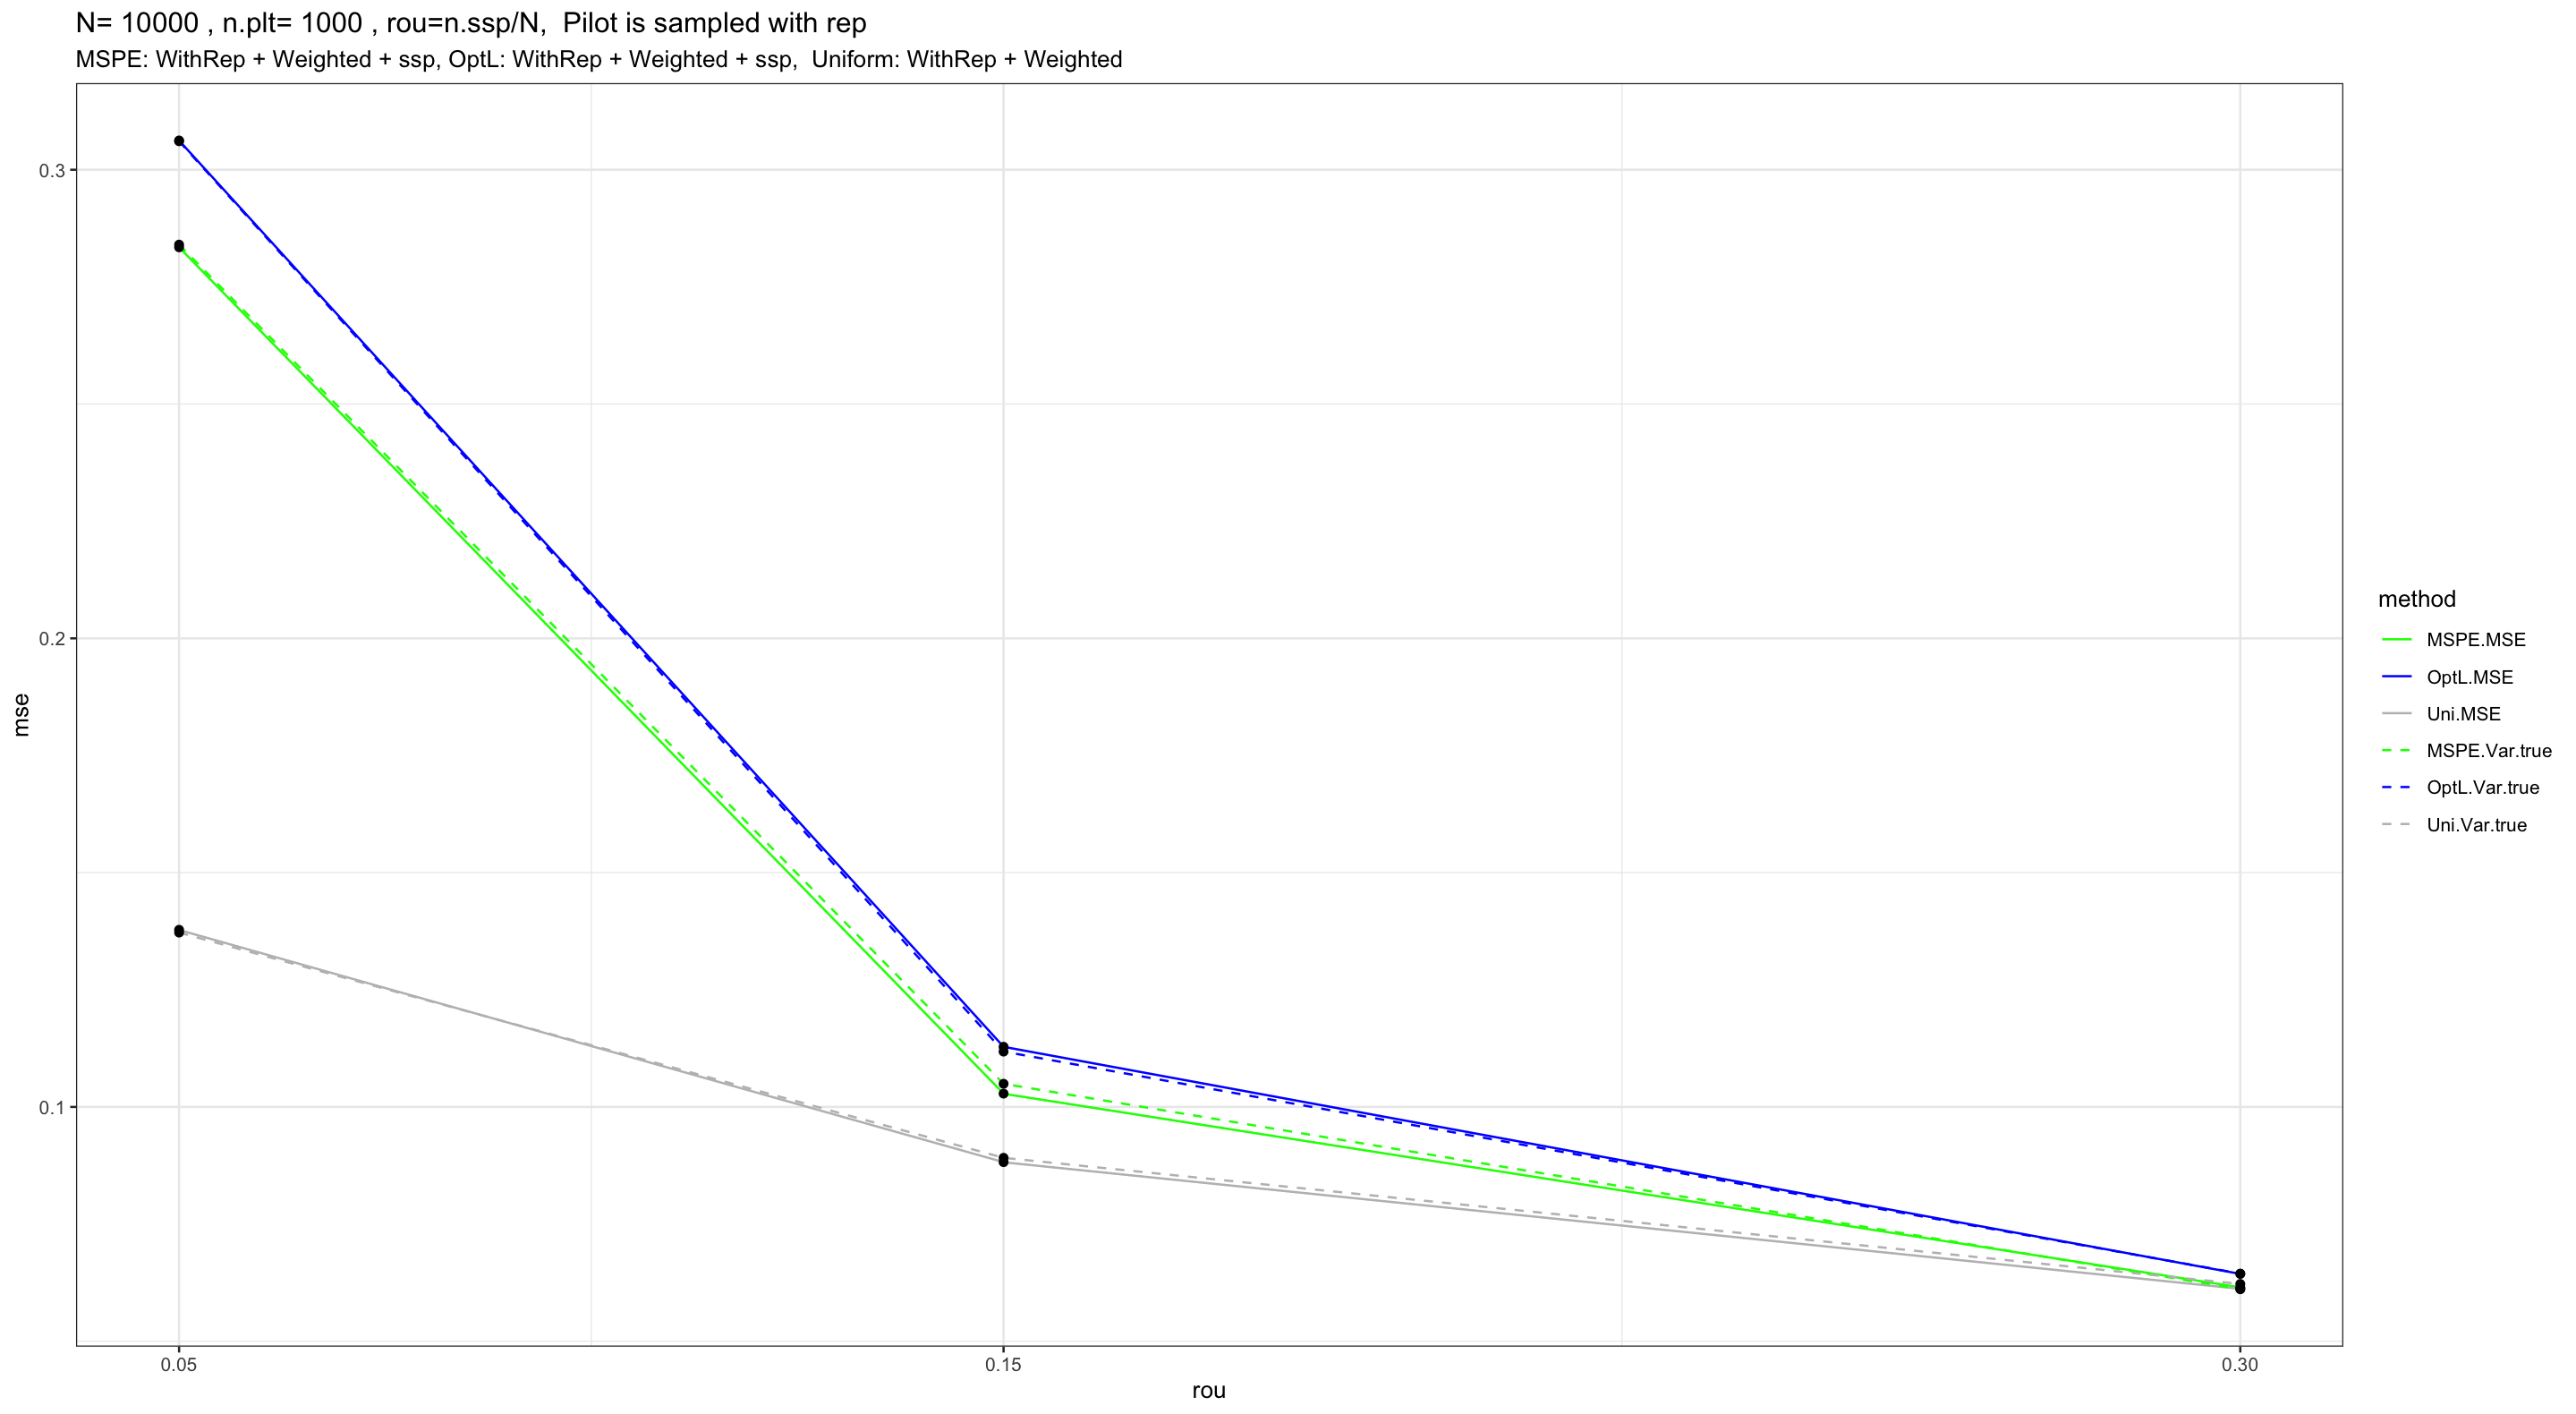 N= 10000 , n.plt= 1000 , rou=n.ssp/N,  Pilot is sampled with rep
MSPE: WithRep + Weighted + ssp, OptL: WithRep + Weighted + ssp,  Uniform: WithRep + Weighted
0.3
0.2
0.1
mse
0.05
0.15
0.30
rou
method
MSPE.MSE
OptL.MSE
Uni.MSE
MSPE.Var.true
OptL.Var.true
Uni.Var.true